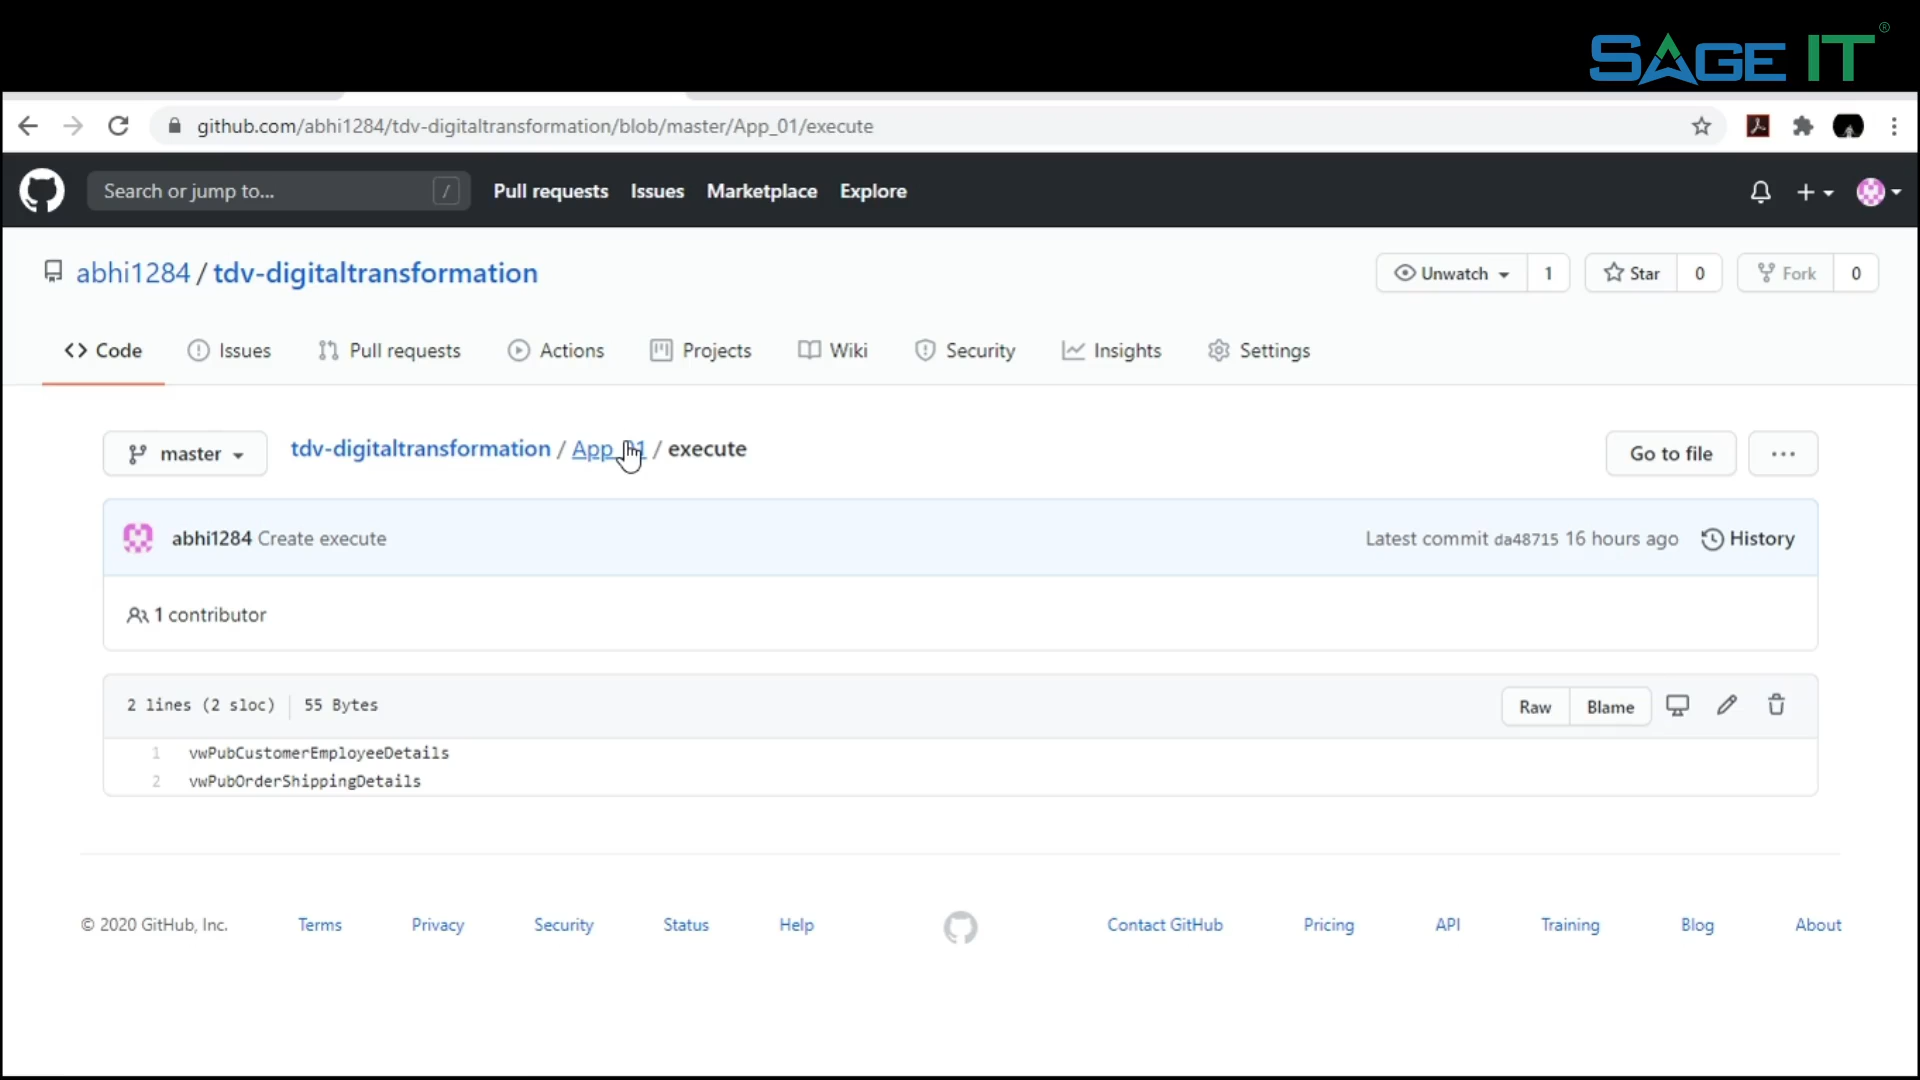 SAGE IT®
github.com/abhi1284/tdv-digitaltransformation/blob/master/App_01/execute
Search or jump to... / Pull requests Issues Marketplace Explore
abhi1284 / tdv-digitaltransformation Unwatch 1 Star 0 Fork 0
Code Issues Pull requests Actions Projects Wiki Security Insights Settings
master tdv-digitaltransformation / App_01 / execute Go to file ...
abhi1284 Create execute Latest commit da48715 16 hours ago History
1 contributor
2 lines (2 sloc) 55 Bytes Raw Blame
1 vwPubCustomerEmployeeDetails
2 vwPubOrderShippingDetails
© 2020 GitHub, Inc. Terms Privacy Security Status Help Contact GitHub Pricing API Training Blog About